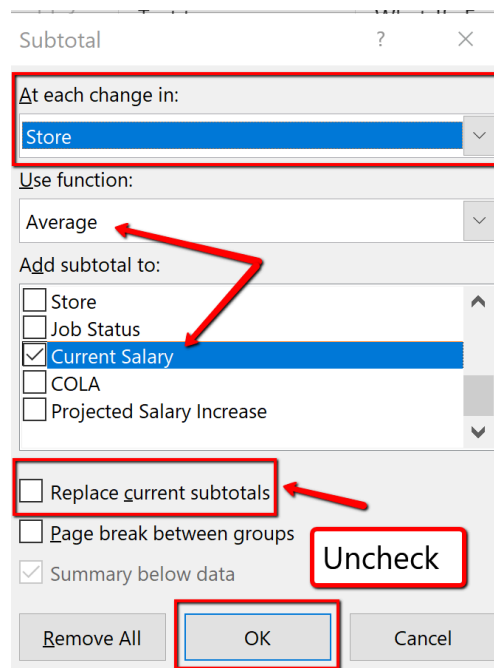 Subtotal ? ×
At each change in:
Store
Use function:
Average
Add subtotal to:
Store
Job Status
Current Salary
COLA
Projected Salary Increase
Replace current subtotals
Page break between groups
Uncheck
Summary below data
Remove All OK Cancel